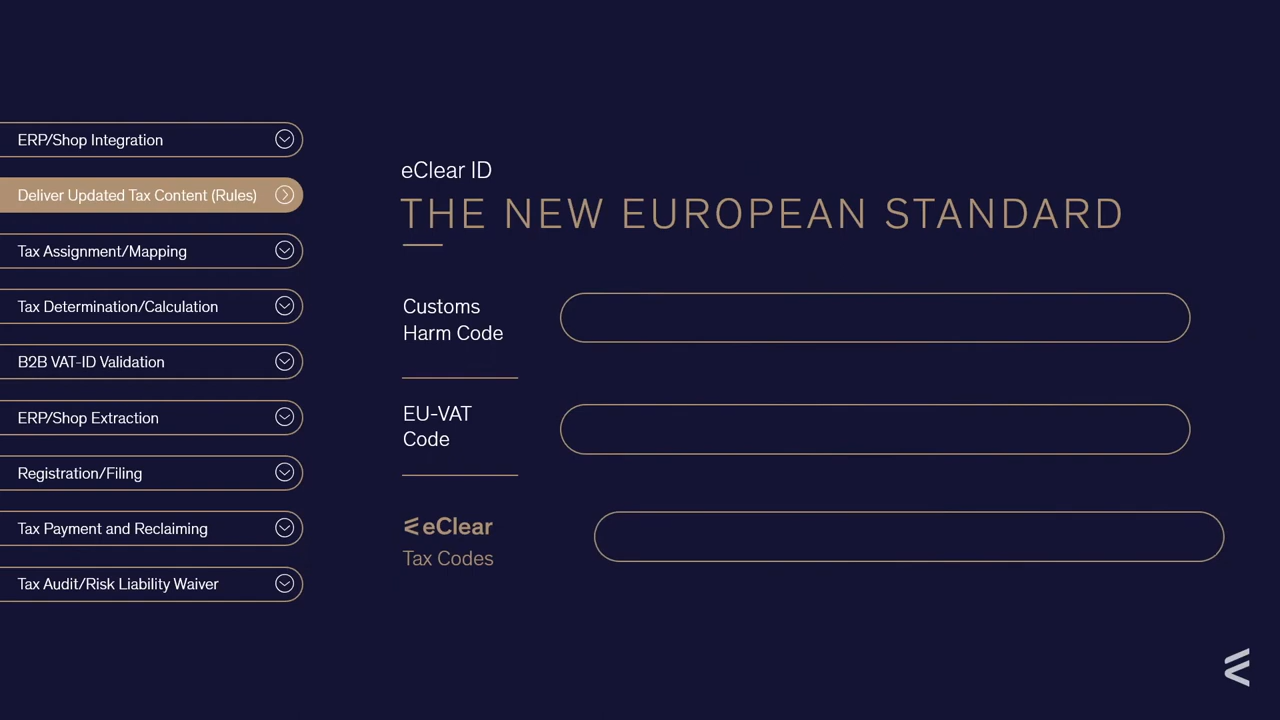 ERP/Shop Integration
Deliver Updated Tax Content (Rules)
Tax Assignment/Mapping
Tax Determination/Calculation
B2B VAT-ID Validation
ERP/Shop Extraction
Registration/Filing
Tax Payment and Reclaiming
Tax Audit/Risk Liability Waiver
eClear ID
THE NEW EUROPEAN STANDARD
Customs
Harm Code
EU-VAT
Code
eClear
Tax Codes